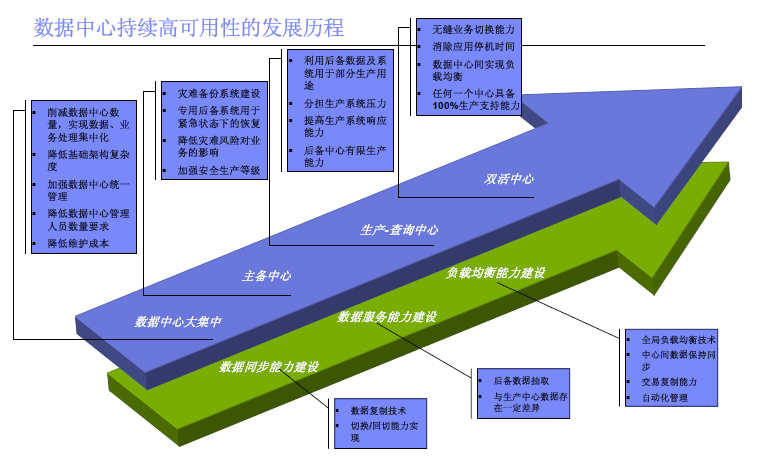 数据中心持续高可用性的发展历程
削减数据中心数
量，实现数据、业
务处理集中化
降低基础架构复杂
度
加强数据中心统一
管理
降低数据中心管理
人员数量要求
降低维护成本
灾难备份系统建设
专用后备系统用于
紧急状态下的恢复
降低灾难风险对业
务的影响
加强安全生产等级
利用后备数据及系
统用于部分生产用
途
分担生产系统压力
提高生产系统响应
能力
后备中心有限生产
能力
无缝业务切换能力
消除应用停机时间
数据中心间实现负
载均衡
任何一个中心具备
100%生产支持能力
双活中心
生产-查询中心
主备中心
数据中心大集中
负载均衡能力建设
数据服务能力建设
数据同步能力建设
数据复制技术
切换/回切能力实
现
后备数据抽取
与生产中心数据存
在一定差异
全局负载均衡技术
中心间数据保持同
步
交易复制能力
自动化管理